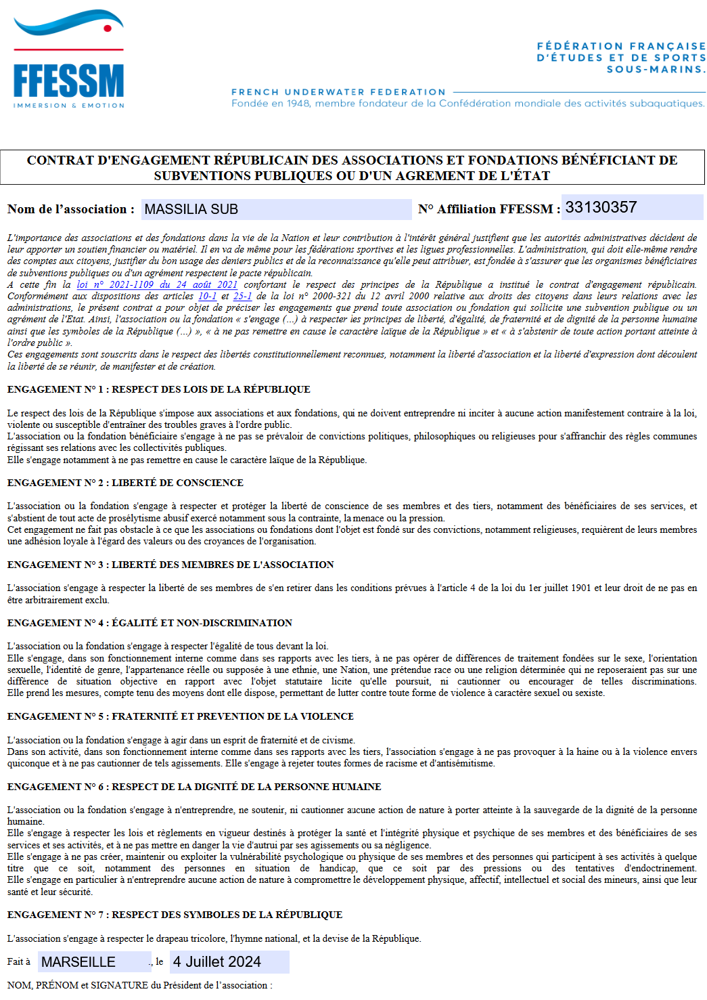 FFESSM
IMMERSION & EMOTION
FÉDÉRATION FRANÇAISE
D'ÉTUDES ET DE SPORTS
SOUS-MARINS.
FRENCH UNDERWATER FEDERATION
Fondée en 1948, membre fondateur de la Confédération mondiale des activités subaquatiques.
CONTRAT D'ENGAGEMENT RÉPUBLICAIN DES ASSOCIATIONS ET FONDATIONS BÉNÉFICIANT DE
SUBVENTIONS PUBLIQUES OU D'UN AGREMENT DE L'ÉTAT
Nom de l’association : MASSILIA SUB N° Affiliation FFESSM : 33130357
L'importance des associations et des fondations dans la vie de la Nation et leur contribution à l'intérêt général justifient que les autorités administratives décident de
leur apporter un soutien financier ou matériel. Il en va de même pour les fédérations sportives et les ligues professionnelles. L'administration, qui doit elle-même rendre
des comptes aux citoyens, justifier du bon usage des deniers publics et de la reconnaissance qu'elle peut attribuer, est fondée à s'assurer que les organismes bénéficiaires
de subventions publiques ou d'un agrément respectent le pacte républicain.
A cette fin la loi n° 2021-1109 du 24 août 2021 confortant le respect des principes de la République a institué le contrat d'engagement républicain.
Conformément aux dispositions des articles 10-1 et 25-1 de la loi n° 2000-321 du 12 avril 2000 relative aux droits des citoyens dans leurs relations avec les
administrations, le présent contrat a pour objet de préciser les engagements que prend toute association ou fondation qui sollicite une subvention publique ou un
agrément de l'Etat. Ainsi, l'association ou la fondation « s'engage (…) à respecter les principes de liberté, d'égalité, de fraternité et de dignité de la personne humaine
ainsi que les symboles de la République (…) », « à ne pas remettre en cause le caractère laïque de la République » et « à s'abstenir de toute action portant atteinte à
l'ordre public ».
Ces engagements sont souscrits dans le respect des libertés constitutionnellement reconnues, notamment la liberté d'association et la liberté d'expression dont découlent
la liberté de se réunir, de manifester et de création.
ENGAGEMENT N° 1 : RESPECT DES LOIS DE LA RÉPUBLIQUE
Le respect des lois de la République s'impose aux associations et aux fondations, qui ne doivent entreprendre ni inciter à aucune action manifestement contraire à la loi,
violente ou susceptible d'entraîner des troubles graves à l'ordre public.
L'association ou la fondation bénéficiaire s'engage à ne pas se prévaloir de convictions politiques, philosophiques ou religieuses pour s'affranchir des règles communes
régissant ses relations avec les collectivités publiques.
Elle s'engage notamment à ne pas remettre en cause le caractère laïque de la République.
ENGAGEMENT N° 2 : LIBERTÉ DE CONSCIENCE
L'association ou la fondation s'engage à respecter et protéger la liberté de conscience de ses membres et des tiers, notamment des bénéficiaires de ses services, et
s'abstient de tout acte de prosélytisme abusif exercé notamment sous la contrainte, la menace ou la pression.
Cet engagement ne fait pas obstacle à ce que les associations ou fondations dont l'objet est fondé sur des convictions, notamment religieuses, requièrent de leurs membres
une adhésion loyale à l'égard des valeurs ou des croyances de l'organisation.
ENGAGEMENT N° 3 : LIBERTÉ DES MEMBRES DE L'ASSOCIATION
L'association s'engage à respecter la liberté de ses membres de s'en retirer dans les conditions prévues à l'article 4 de la loi du 1er juillet 1901 et leur droit de ne pas en
être arbitrairement exclu.
ENGAGEMENT N° 4 : ÉGALITÉ ET NON-DISCRIMINATION
L'association ou la fondation s'engage à respecter l'égalité de tous devant la loi.
Elle s'engage, dans son fonctionnement interne comme dans ses rapports avec les tiers, à ne pas opérer de différences de traitement fondées sur le sexe, l'orientation
sexuelle, l'identité de genre, l'appartenance réelle ou supposée à une ethnie, une Nation, une prétendue race ou une religion déterminée qui ne reposeraient pas sur une
différence de situation objective en rapport avec l'objet statutaire licite qu'elle poursuit, ni cautionner ou encourager de telles discriminations.
Elle prend les mesures, compte tenu des moyens dont elle dispose, permettant de lutter contre toute forme de violence à caractère sexuel ou sexiste.
ENGAGEMENT N° 5 : FRATERNITÉ ET PREVENTION DE LA VIOLENCE
L'association ou la fondation s'engage à agir dans un esprit de fraternité et de civisme.
Dans son activité, dans son fonctionnement interne comme dans ses rapports avec les tiers, l'association s'engage à ne pas provoquer à la haine ou à la violence envers
quiconque et à ne pas cautionner de tels agissements. Elle s'engage à rejeter toutes formes de racisme et d'antisémitisme.
ENGAGEMENT N° 6 : RESPECT DE LA DIGNITÉ DE LA PERSONNE HUMAINE
L'association ou la fondation s'engage à n'entreprendre, ne soutenir, ni cautionner aucune action de nature à porter atteinte à la sauvegarde de la dignité de la personne
humaine.
Elle s'engage à respecter les lois et règlements en vigueur destinés à protéger la santé et l'intégrité physique et psychique de ses membres et des bénéficiaires de ses
services et ses activités, et à ne pas mettre en danger la vie d'autrui par ses agissements ou sa négligence.
Elle s'engage à ne pas créer, maintenir ou exploiter la vulnérabilité psychologique ou physique de ses membres et des personnes qui participent à ses activités à quelque
titre que ce soit, notamment des personnes en situation de handicap, que ce soit par des pressions ou des tentatives d'endoctrinement.
Elle s'engage en particulier à n'entreprendre aucune action de nature à compromettre le développement physique, affectif, intellectuel et social des mineurs, ainsi que leur
santé et leur sécurité.
ENGAGEMENT N° 7 : RESPECT DES SYMBOLES DE LA RÉPUBLIQUE
L'association s'engage à respecter le drapeau tricolore, l'hymne national, et la devise de la République.
Fait à MARSEILLE ., le 4 Juillet 2024
NOM, PRÉNOM et SIGNATURE du Président de l’association :